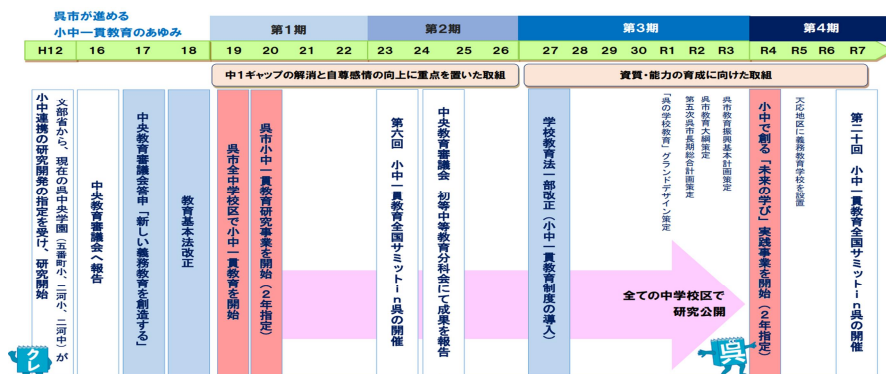 呉市が進める
小中一貫教育のあゆみ
第1期
第2期
第3期
第4期
H12 16 17 18 19 20 21 22 23 24 25 26 27 28 29 30 R1 R2 R3 R4 R5 R6 R7
中1ギャップの解消と自尊感情の向上に重点を置いた取組
資質・能力の育成に向けた取組
文部省から、現在の呉中央学園（五番町小、二河小、二河中）が
小中連携の研究開発の指定を受け、研究開始
中央教育審議会へ報告
中央教育審議会答申「新しい義務教育を創造する」
教育基本法改正
呉市全中学校区で小中一貫教育を開始
呉市小中一貫教育研究事業を開始（2年指定）
第六回 小中一貫教育全国サミットin呉の開催
中央教育審議会 初等中等教育分科会にて成果を報告
学校教育法一部改正（小中一貫教育制度の導入）
「呉の学校教育」グランドデザイン策定
第五次呉市長期総合計画策定
呉市教育大綱策定
呉市教育振興基本計画策定
小中で創る「未来の学び」実践事業を開始（2年指定）
天応地区に義務教育学校を設置
第二十回 小中一貫教育全国サミットin呉の開催
全ての中学校区で
研究公開
クレ
呉